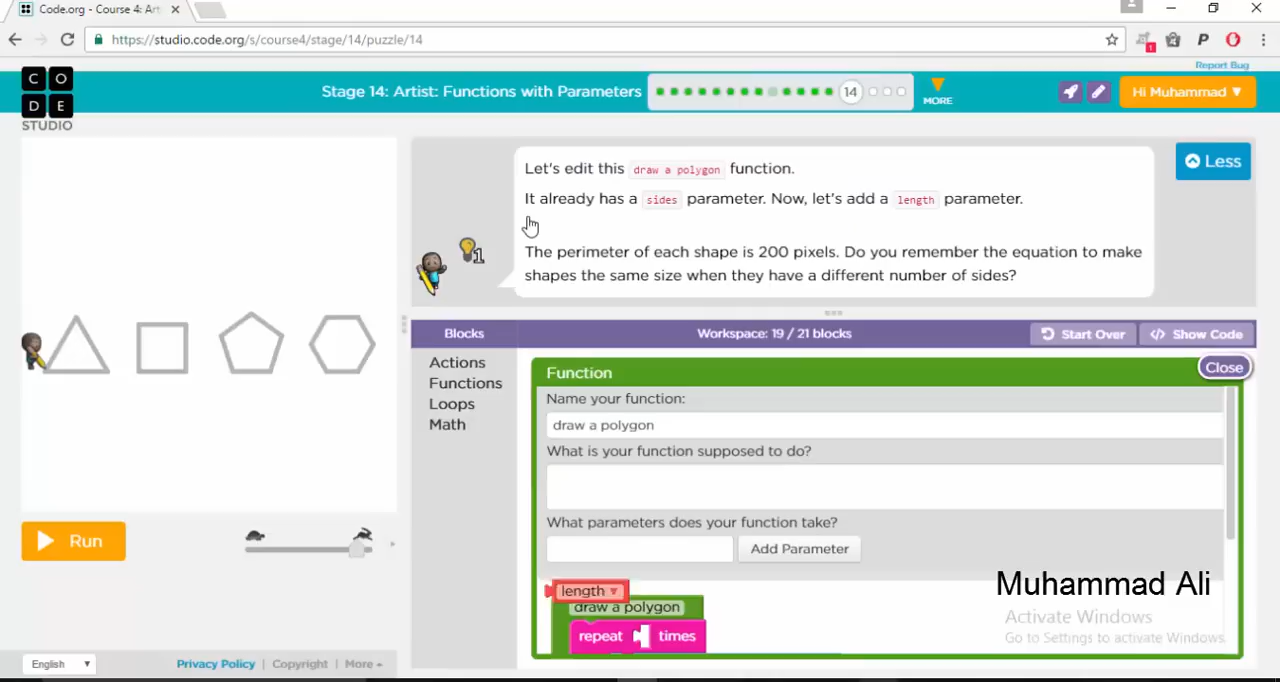 Code.org - Course 4: Art
https://studio.code.org/s/course4/stage/14/puzzle/14
Report Bug
CODE
STUDIO
Stage 14: Artist: Functions with Parameters
14
MORE
Hi Muhammad
Let's edit this draw a polygon function.
It already has a sides parameter. Now, let's add a length parameter.
The perimeter of each shape is 200 pixels. Do you remember the equation to make
shapes the same size when they have a different number of sides?
1
Less
Blocks
Workspace: 19 / 21 blocks
Start Over
Show Code
Actions
Functions
Loops
Math
Function
Close
Name your function:
draw a polygon
What is your function supposed to do?
What parameters does your function take?
Add Parameter
length
draw a polygon
repeat times
Run
Muhammad Ali
Activate Windows
Go to Settings to activate Windows.
English
Privacy Policy | Copyright | More